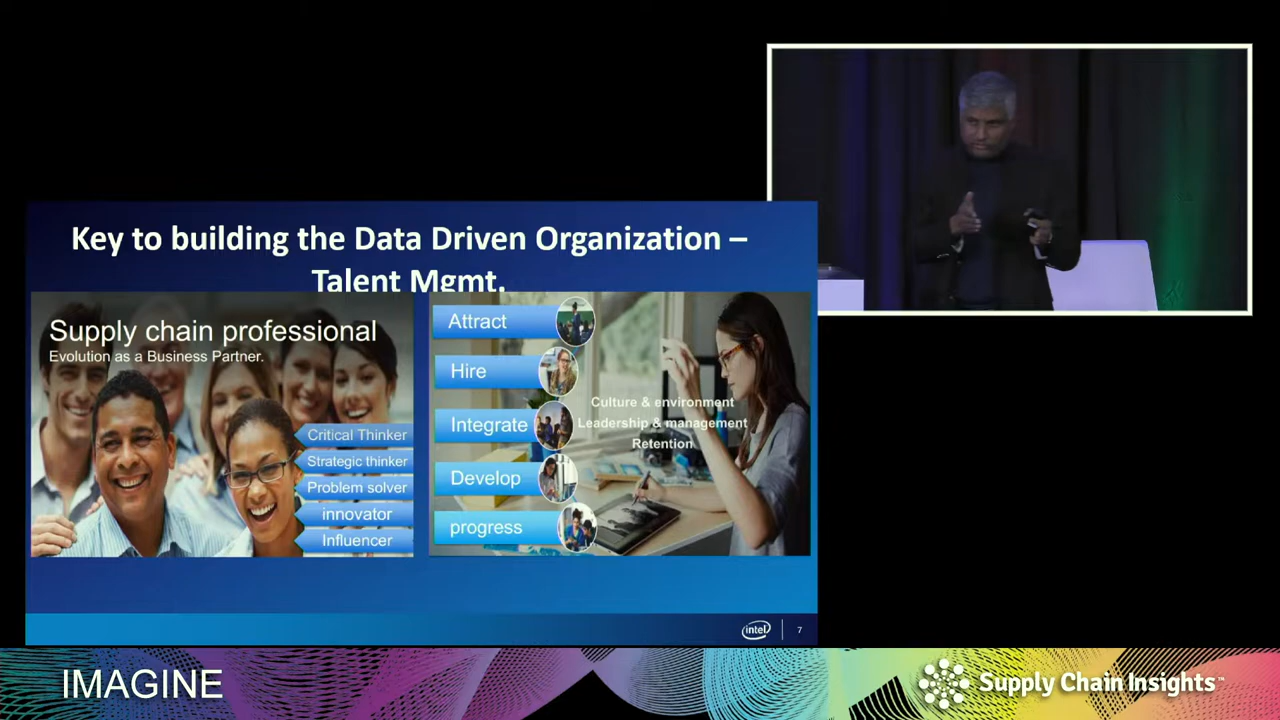 Key to building the Data Driven Organization –
Talent Mgmt.
Supply chain professional
Evolution as a Business Partner.
Critical Thinker
Strategic thinker
Problem solver
innovator
Influencer
Attract
Hire
Integrate
Develop
progress
Culture & environment
Leadership & management
Retention
intel
7
IMAGINE
Supply Chain Insights™